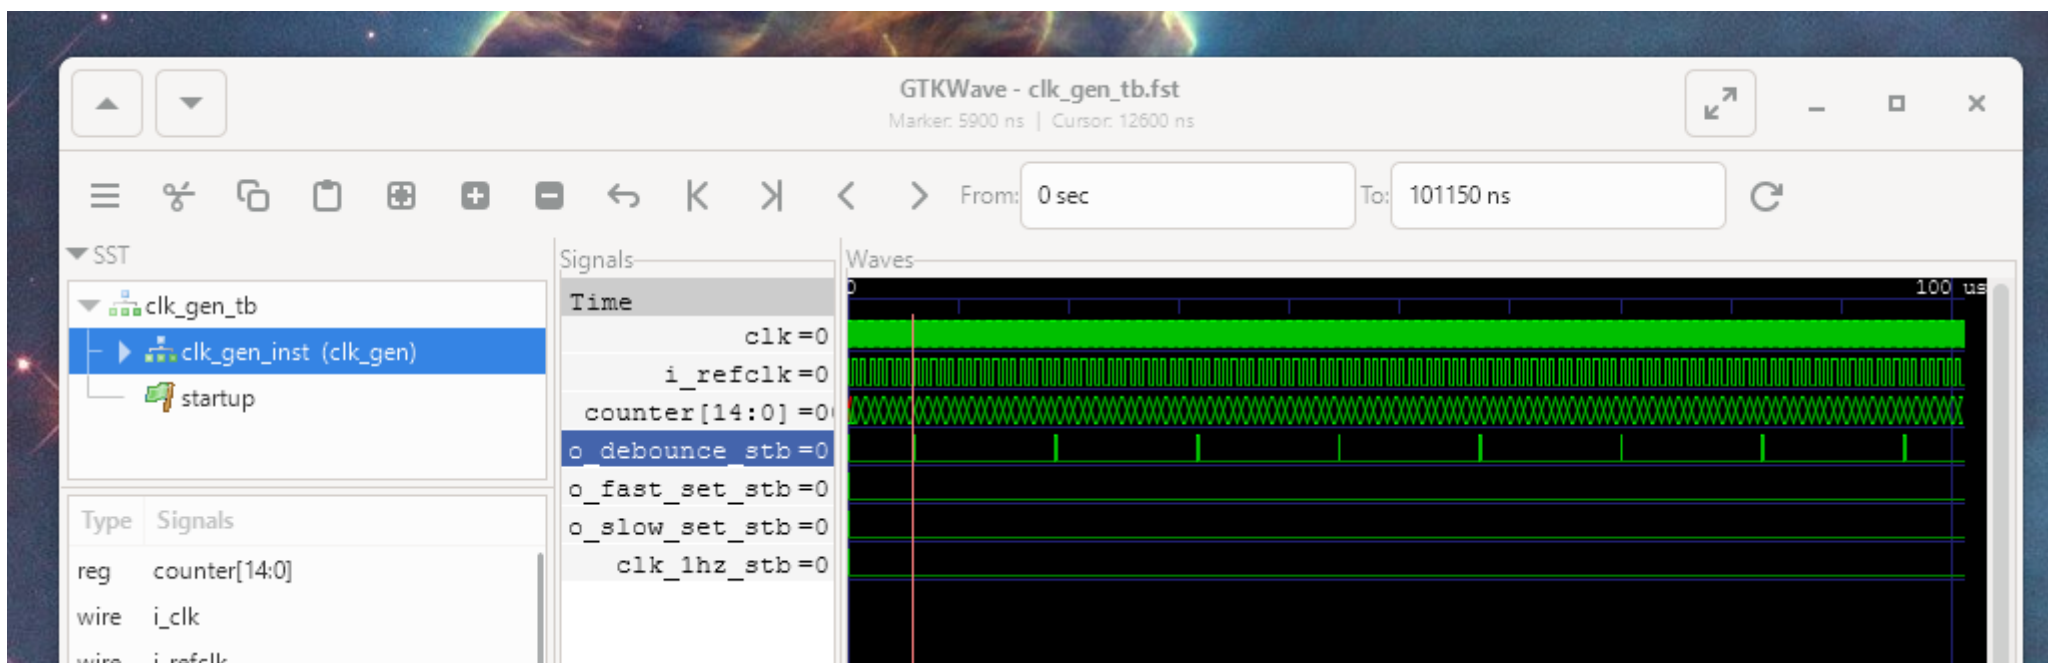 GTKWave - clk_gen_tb.fst
Marker: 5900 ns | Cursor: 12600 ns
From: 0 sec To: 101150 ns
SST
clk_gen_tb
clk_gen_inst (clk_gen)
startup
Type Signals
reg counter[14:0]
wire i_clk
wire i_refclk
Signals
Time
clk=0
i_refclk=0
counter[14:0] =0
o_debounce_stb=0
o_fast_set_stb=0
o_slow_set_stb=0
clk_1hz_stb=0
Waves
0 100 us